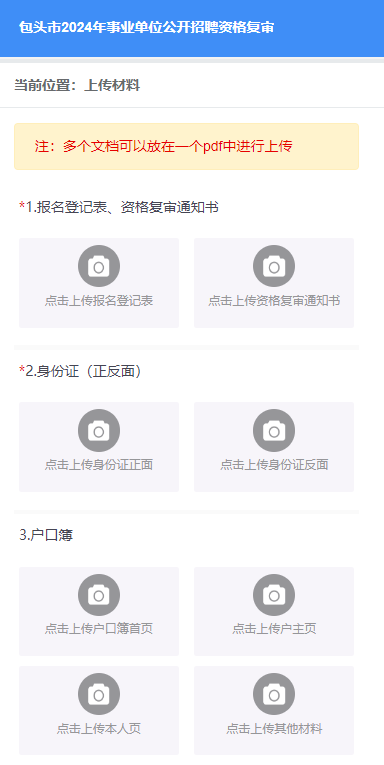 包头市2024年事业单位公开招聘资格复审
当前位置：上传材料
注：多个文档可以放在一个pdf中进行上传
*1.报名登记表、资格复审通知书
点击上传报名登记表 点击上传资格复审通知书
*2.身份证（正反面）
点击上传身份证正面 点击上传身份证反面
3.户口簿
点击上传户口簿首页 点击上传户主页
点击上传本人页 点击上传其他材料